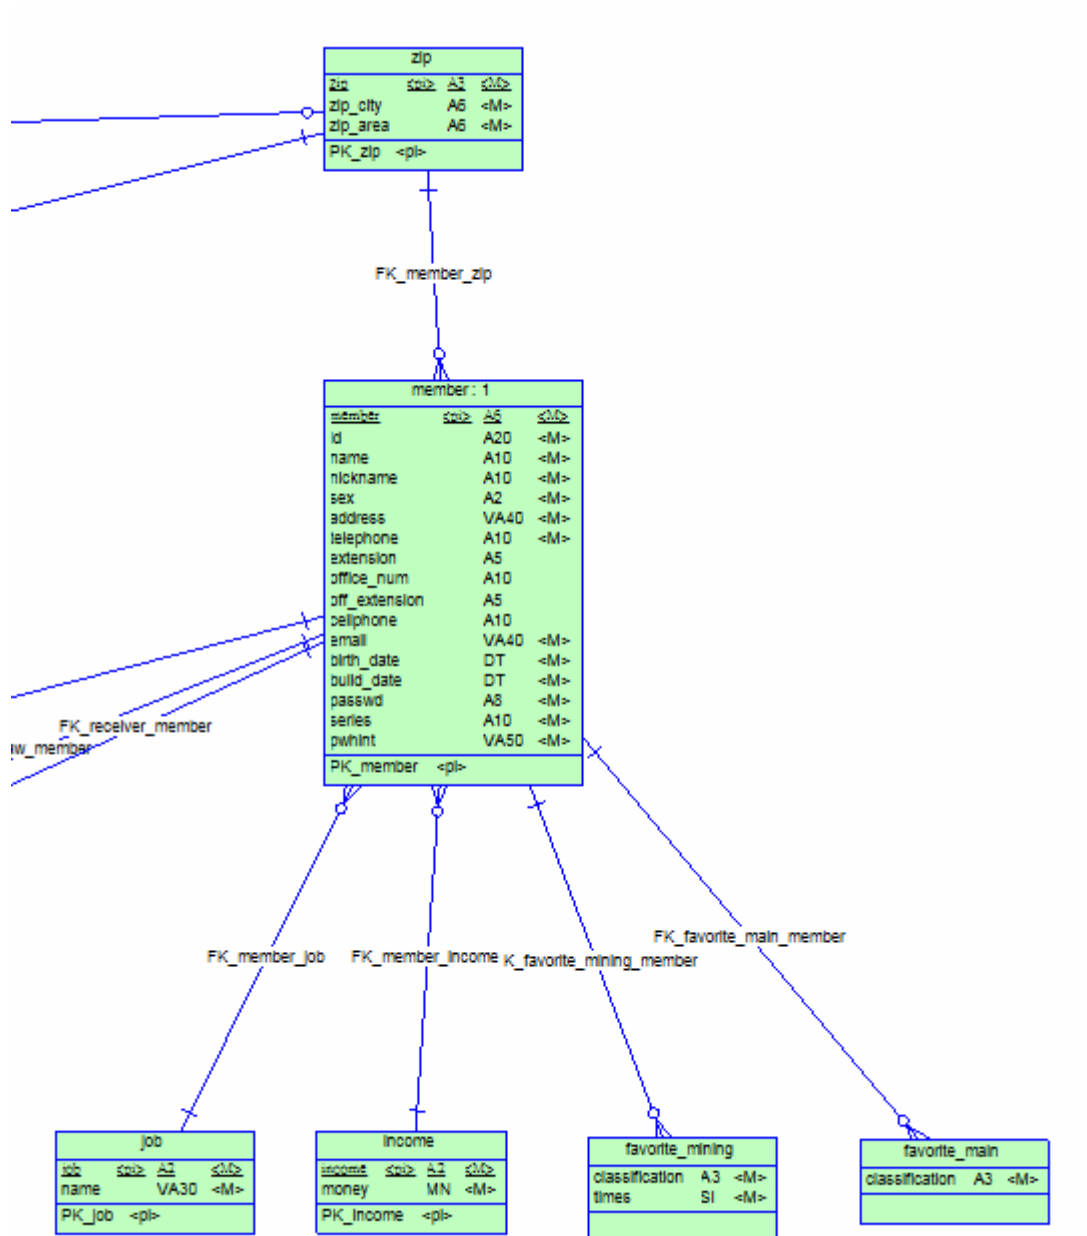 zip
zip <pi> A3 <M>
zip_city A6 <M>
zip_area A6 <M>
PK_zip <pi>
FK_member_zip
member : 1
member <pi> A6 <M>
id A20 <M>
name A10 <M>
nickname A10 <M>
sex A2 <M>
address VA40 <M>
telephone A10 <M>
extension A5
office_num A10
off_extension A5
cellphone A10
email VA40 <M>
birth_date DT <M>
build_date DT <M>
passwd A8 <M>
series A10 <M>
pwhint VA50 <M>
PK_member <pi>
FK_receiver_member
aw_member
FK_favorite_main_member
FK_member_job
FK_member_income
K_favorite_mining_member
job
job <pi> A2 <M>
name VA30 <M>
PK_job <pi>
income
income <pi> A2 <M>
money MN <M>
PK_income <pi>
favorite_mining
classification A3 <M>
times SI <M>
favorite_main
classification A3 <M>